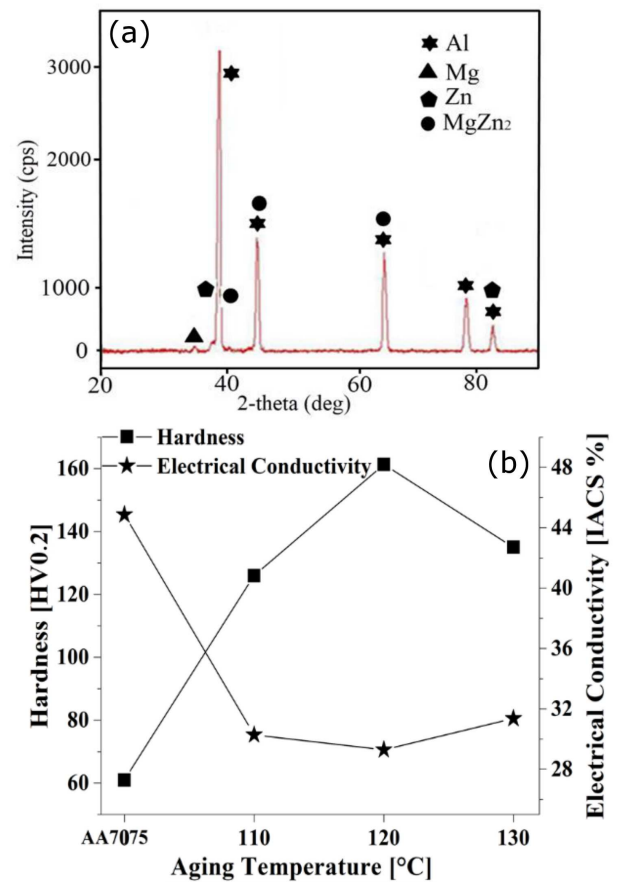 (a)
Al
Mg
Zn
MgZn₂
3000
2000
1000
0
Intensity (cps)
20 40 60 80
2-theta (deg)
Hardness
Electrical Conductivity
(b)
160
140
120
100
80
60
Hardness [HV0.2]
48
44
40
36
32
28
Electrical Conductivity [IACS %]
AA7075 110 120 130
Aging Temperature [°C]